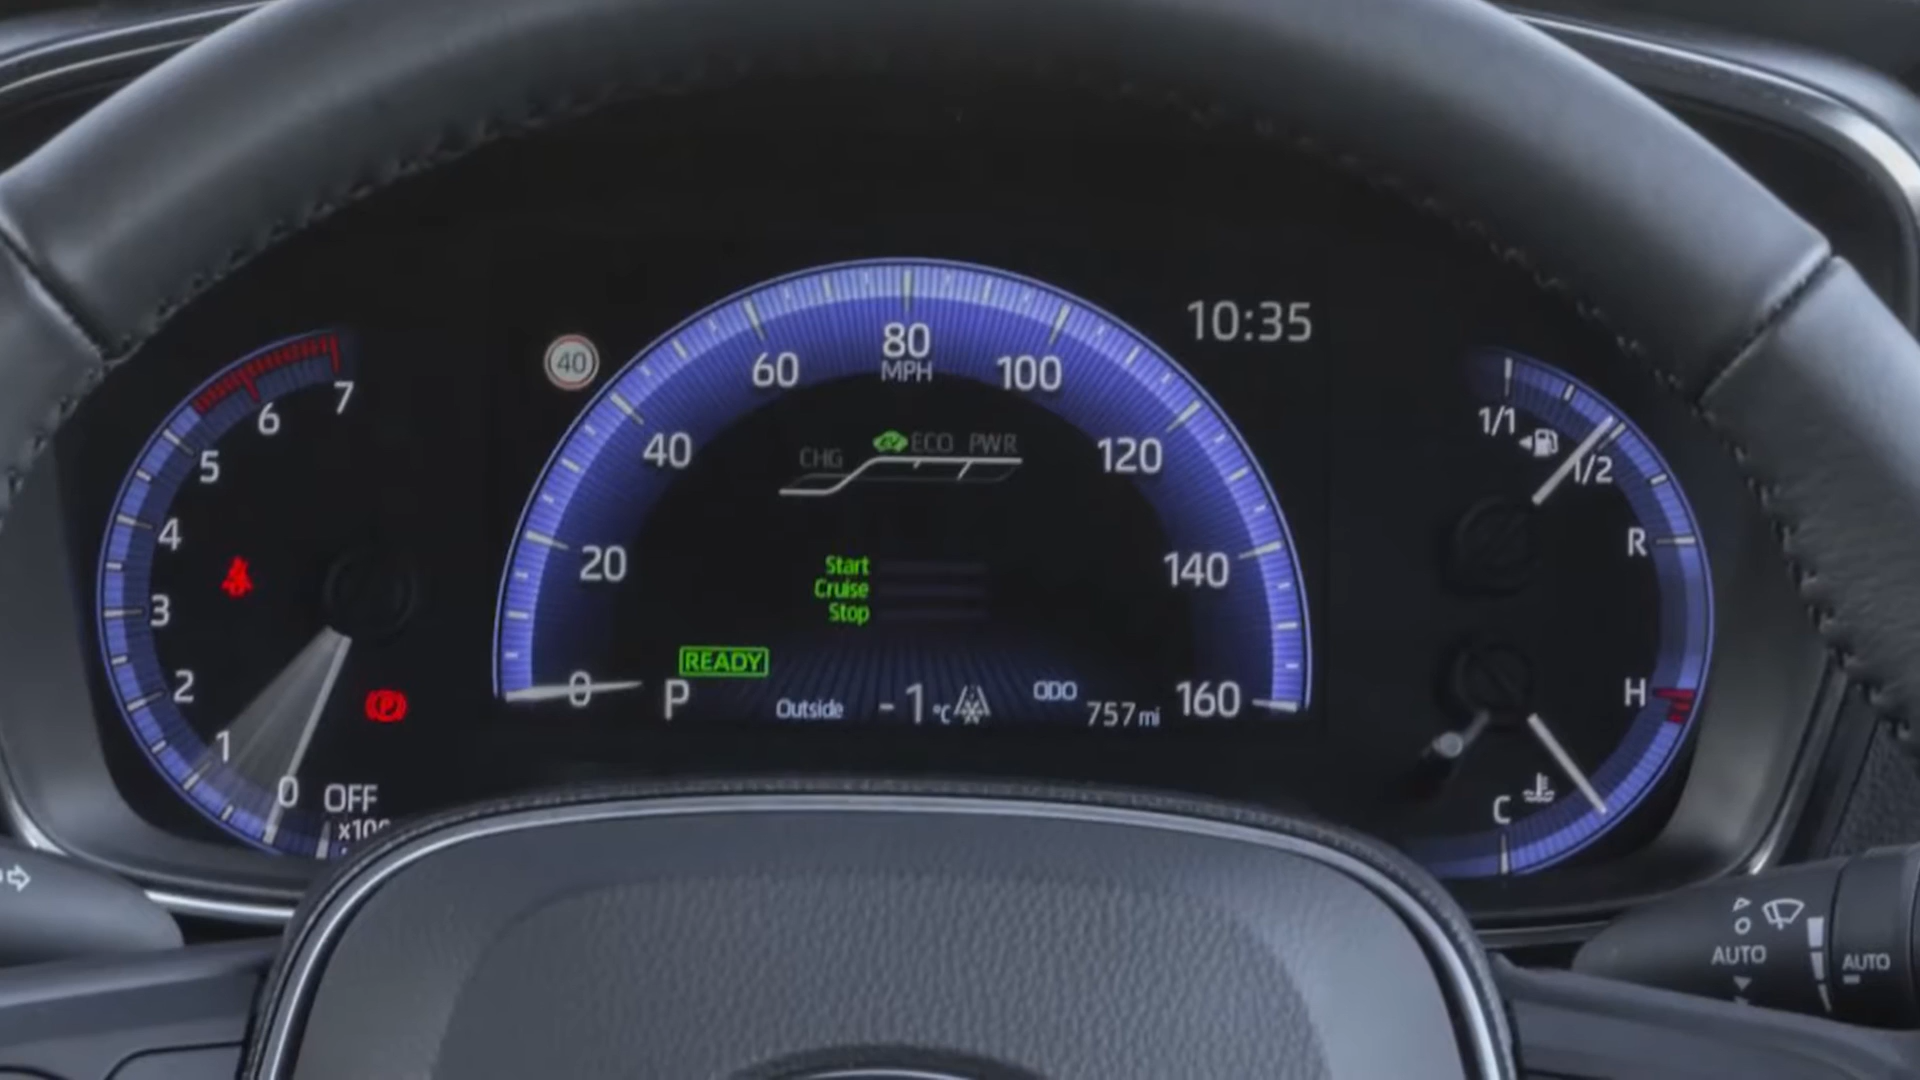 10:35
40
7
6
5
4
3
2
1
0
OFF
x100
0
20
40
60
80
MPH
100
120
140
160
CHG
ECO
PWR
Start
Cruise
Stop
READY
P
Outside
-1°C
ODO
757mi
1/1
1/2
R
H
C
AUTO
AUTO